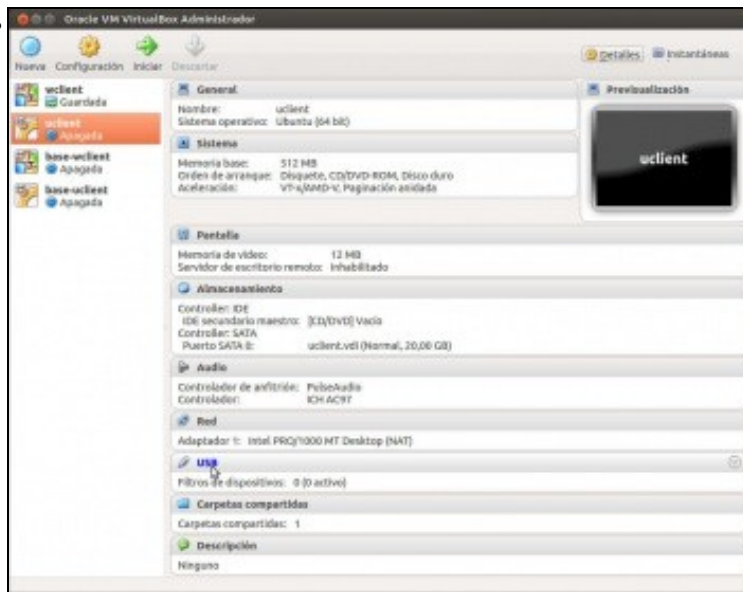 Oracle VM VirtualBox Administrador
Nueva Configuración Iniciar Descartar
Detalles Instantáneas
wclient
Guardada
uclient
Apagada
base-wclient
Apagada
base-uclient
Apagada
General
Nombre: uclient
Sistema operativo: Ubuntu (64 bit)
Sistema
Memoria base: 512 MB
Orden de arranque: Disquete, CD/DVD-ROM, Disco duro
Aceleración: VT-x/AMD-V, Paginación anidada
Previsualización
uclient
Pantalla
Memoria de vídeo: 12 MB
Servidor de escritorio remoto: Inhabilitado
Almacenamiento
Controller: IDE
IDE secundario maestro: [CD/DVD] Vacío
Controller: SATA
Puerto SATA 0: uclient.vdi (Normal, 20,00 GB)
Audio
Controlador de anfitrión: PulseAudio
Controlador: ICH AC97
Red
Adaptador 1: Intel PRO/1000 MT Desktop (NAT)
USB
Filtros de dispositivos: 0 (0 activo)
Carpetas compartidas
Carpetas compartidas: 1
Descripción
Ninguno